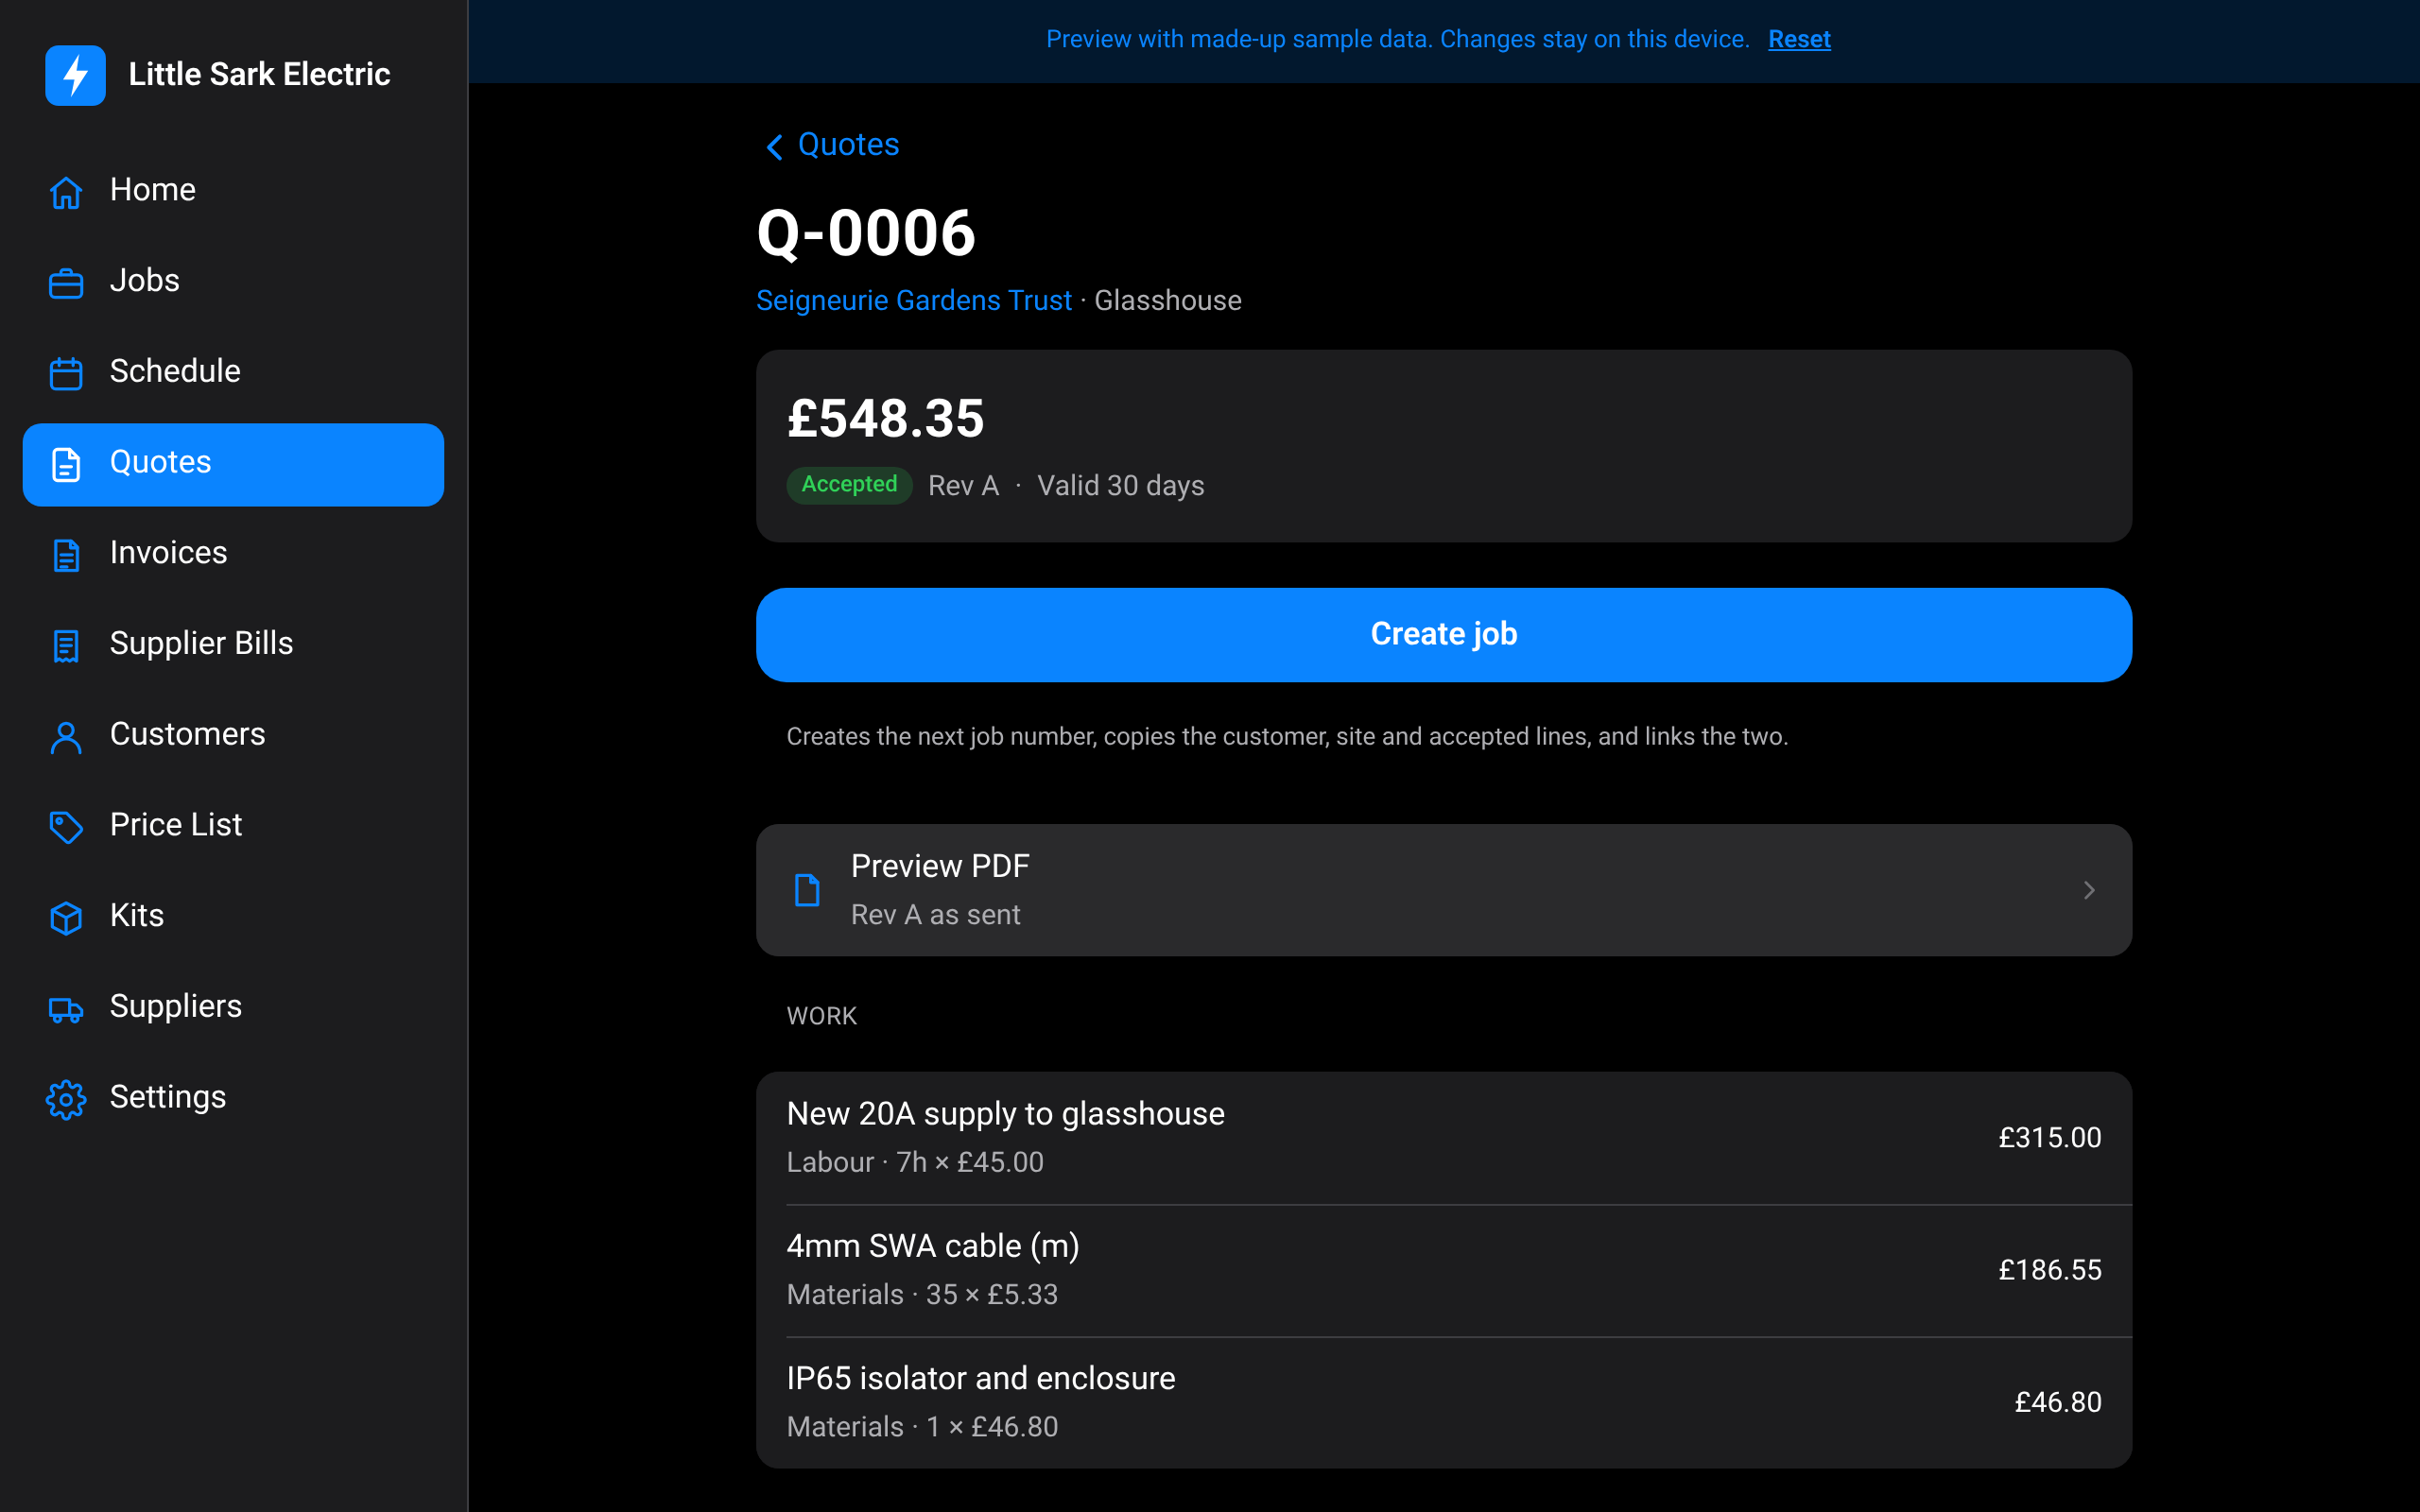 Little Sark Electric
Home
Jobs
Schedule
Quotes
Invoices
Supplier Bills
Customers
Price List
Kits
Suppliers
Settings
Preview with made-up sample data. Changes stay on this device. Reset
Quotes
Q-0006
Seigneurie Gardens Trust · Glasshouse
£548.35
Accepted Rev A · Valid 30 days
Create job
Creates the next job number, copies the customer, site and accepted lines, and links the two.
Preview PDF
Rev A as sent
WORK
New 20A supply to glasshouse
Labour · 7h × £45.00
£315.00
4mm SWA cable (m)
Materials · 35 × £5.33
£186.55
IP65 isolator and enclosure
Materials · 1 × £46.80
£46.80